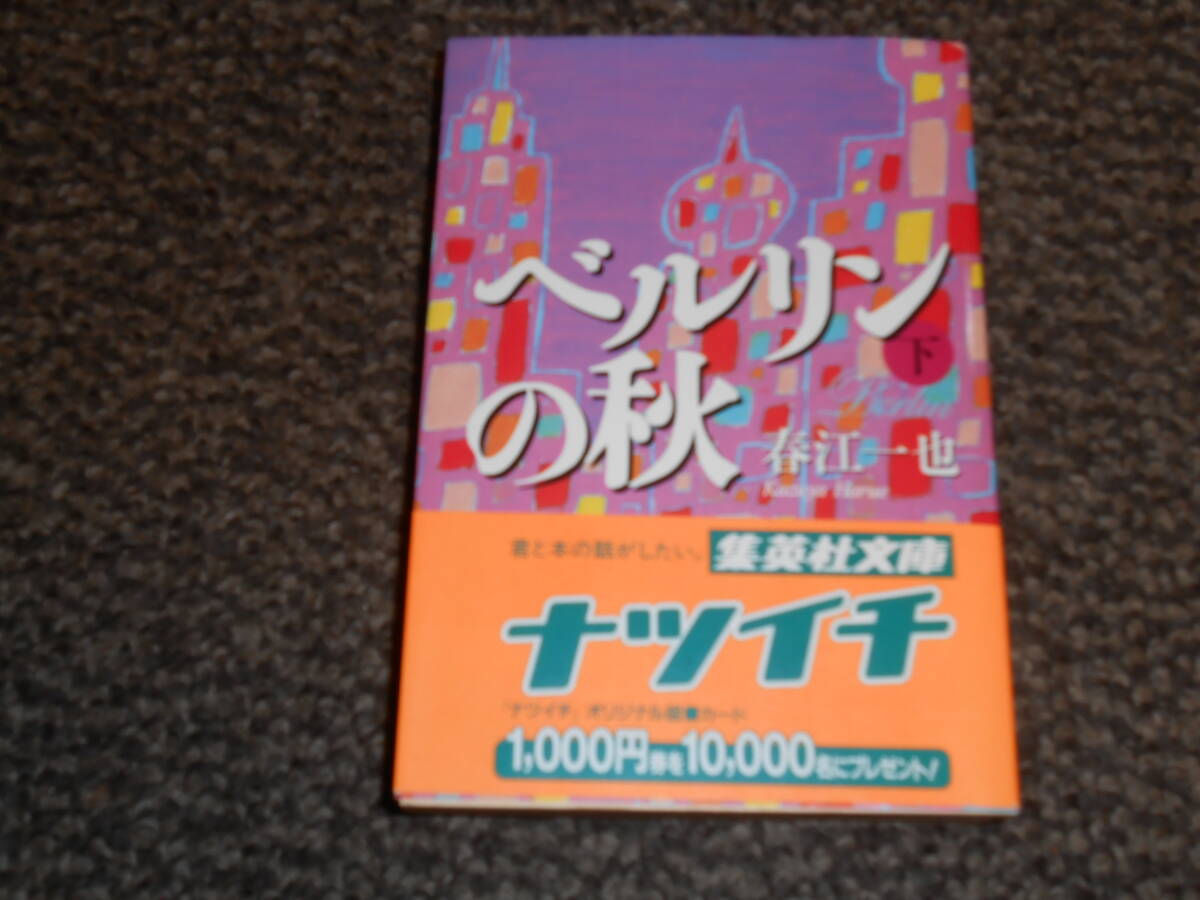 ベルリン
の秋
下
Berlin
春江一也
Kazuya Harue
君と本の話がしたい。
集英社文庫
ナツイチ
「ナツイチ」オリジナル図書カード
1,000円券を10,000名にプレゼント!